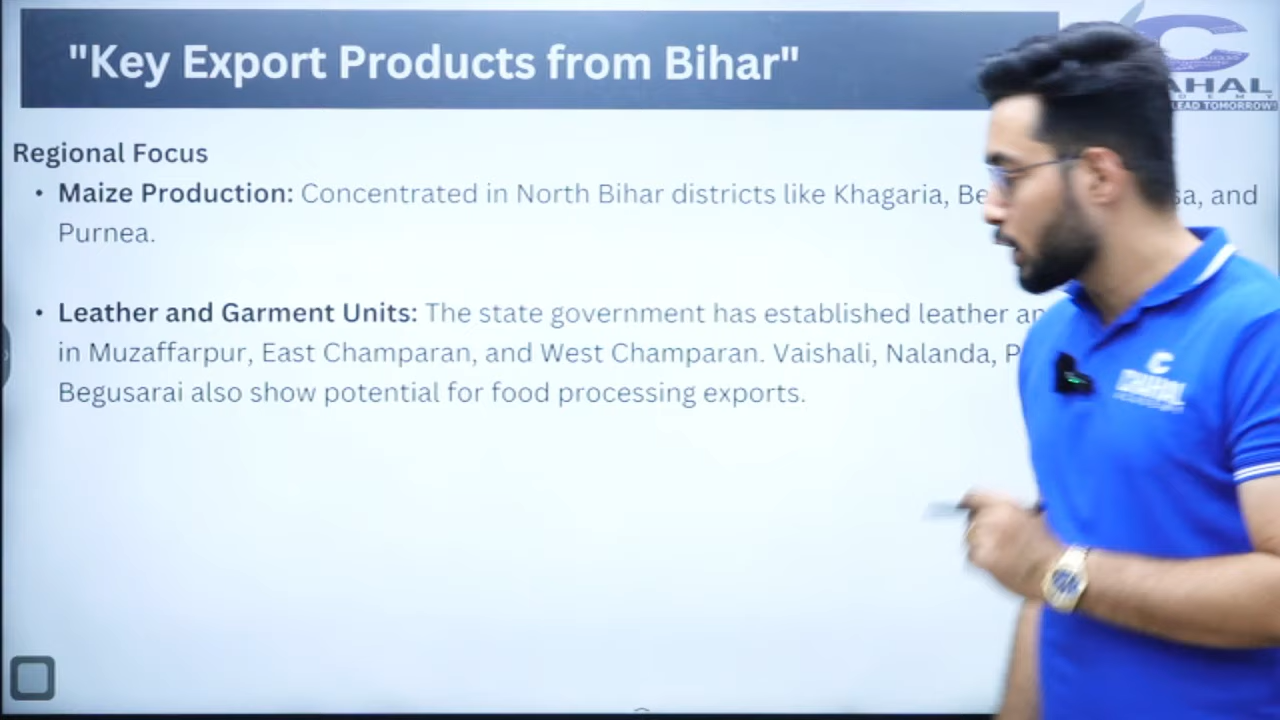 "Key Export Products from Bihar"
Regional Focus
• Maize Production: Concentrated in North Bihar districts like Khagaria, and
Purnea.
• Leather and Garment Units: The state government has established leather
in Muzaffarpur, East Champaran, and West Champaran. Vaishali, Nalanda,
Begusarai also show potential for food processing exports.
LEAD TOMORROW!
CHAHAL